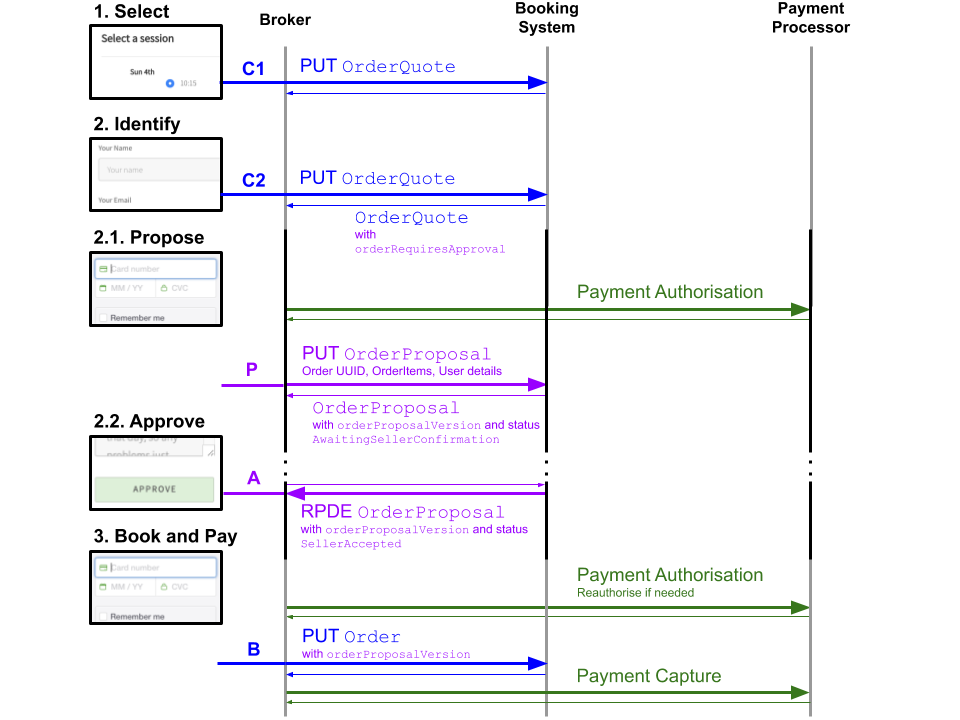 1. Select
Broker
Booking
System
Payment
Processor
Select a session
Sun 4th
10:15
C1
PUT OrderQuote
2. Identify
Your Name
Your name
Your Email
C2
PUT OrderQuote
OrderQuote
with
orderRequiresApproval
2.1. Propose
Card number
MM / YY
CVC
Remember me
Payment Authorisation
P
PUT OrderProposal
Order UUID, OrderItems, User details
OrderProposal
with orderProposalVersion and status
AwaitingSellerConfirmation
2.2. Approve
that day, so any
problems just
APPROVE
A
RPDE OrderProposal
with orderProposalVersion and status
SellerAccepted
3. Book and Pay
Card number
MM / YY
CVC
Remember me
Payment Authorisation
Reauthorise if needed
B
PUT Order
with orderProposalVersion
Payment Capture